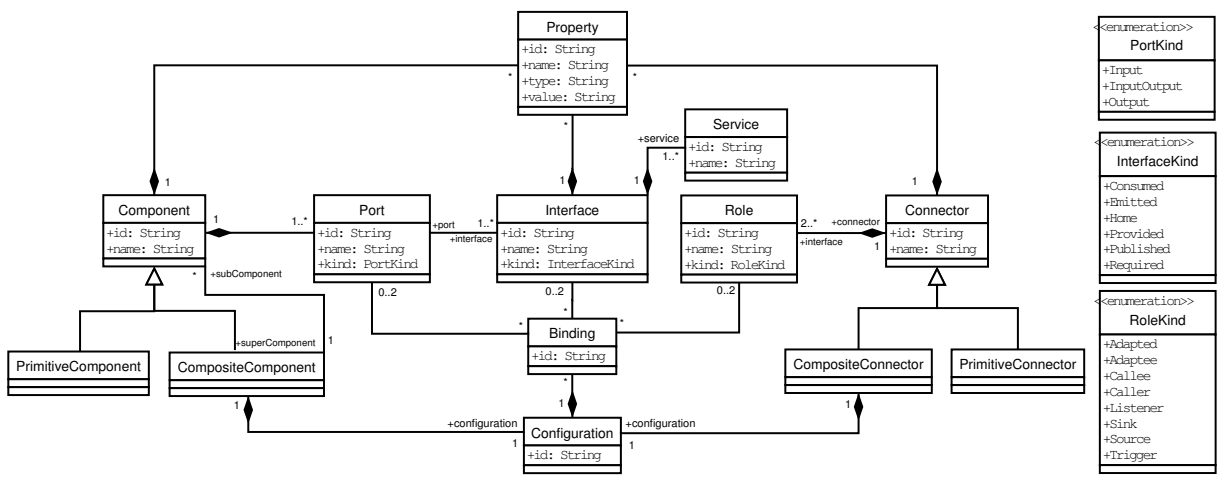 Property
+id: String
+name: String
+type: String
+value: String
*
*
*
<<enumeration>>
PortKind
+Input
+InputOutput
+Output
Service
+id: String
+name: String
+service
1..*
1
1
1
1
<<enumeration>>
InterfaceKind
+Consumed
+Emitted
+Home
+Provided
+Published
+Required
Component
+id: String
+name: String
1
1..*
Port
+id: String
+name: String
+kind: PortKind
+port
1..*
+interface
Interface
+id: String
+name: String
+kind: InterfaceKind
Role
+id: String
+name: String
+kind: RoleKind
2..*
+connector
+interface
1
Connector
+id: String
+name: String
*
+subComponent
0..2
0..2
0..2
<<enumeration>>
RoleKind
+Adapted
+Adaptee
+Callee
+Caller
+Listener
+Sink
+Source
+Trigger
*
*
*
Binding
+id: String
1
+superComponent
PrimitiveComponent
CompositeComponent
CompositeConnector
PrimitiveConnector
*
1
1
1
+configuration
1
Configuration
+id: String
+configuration
1